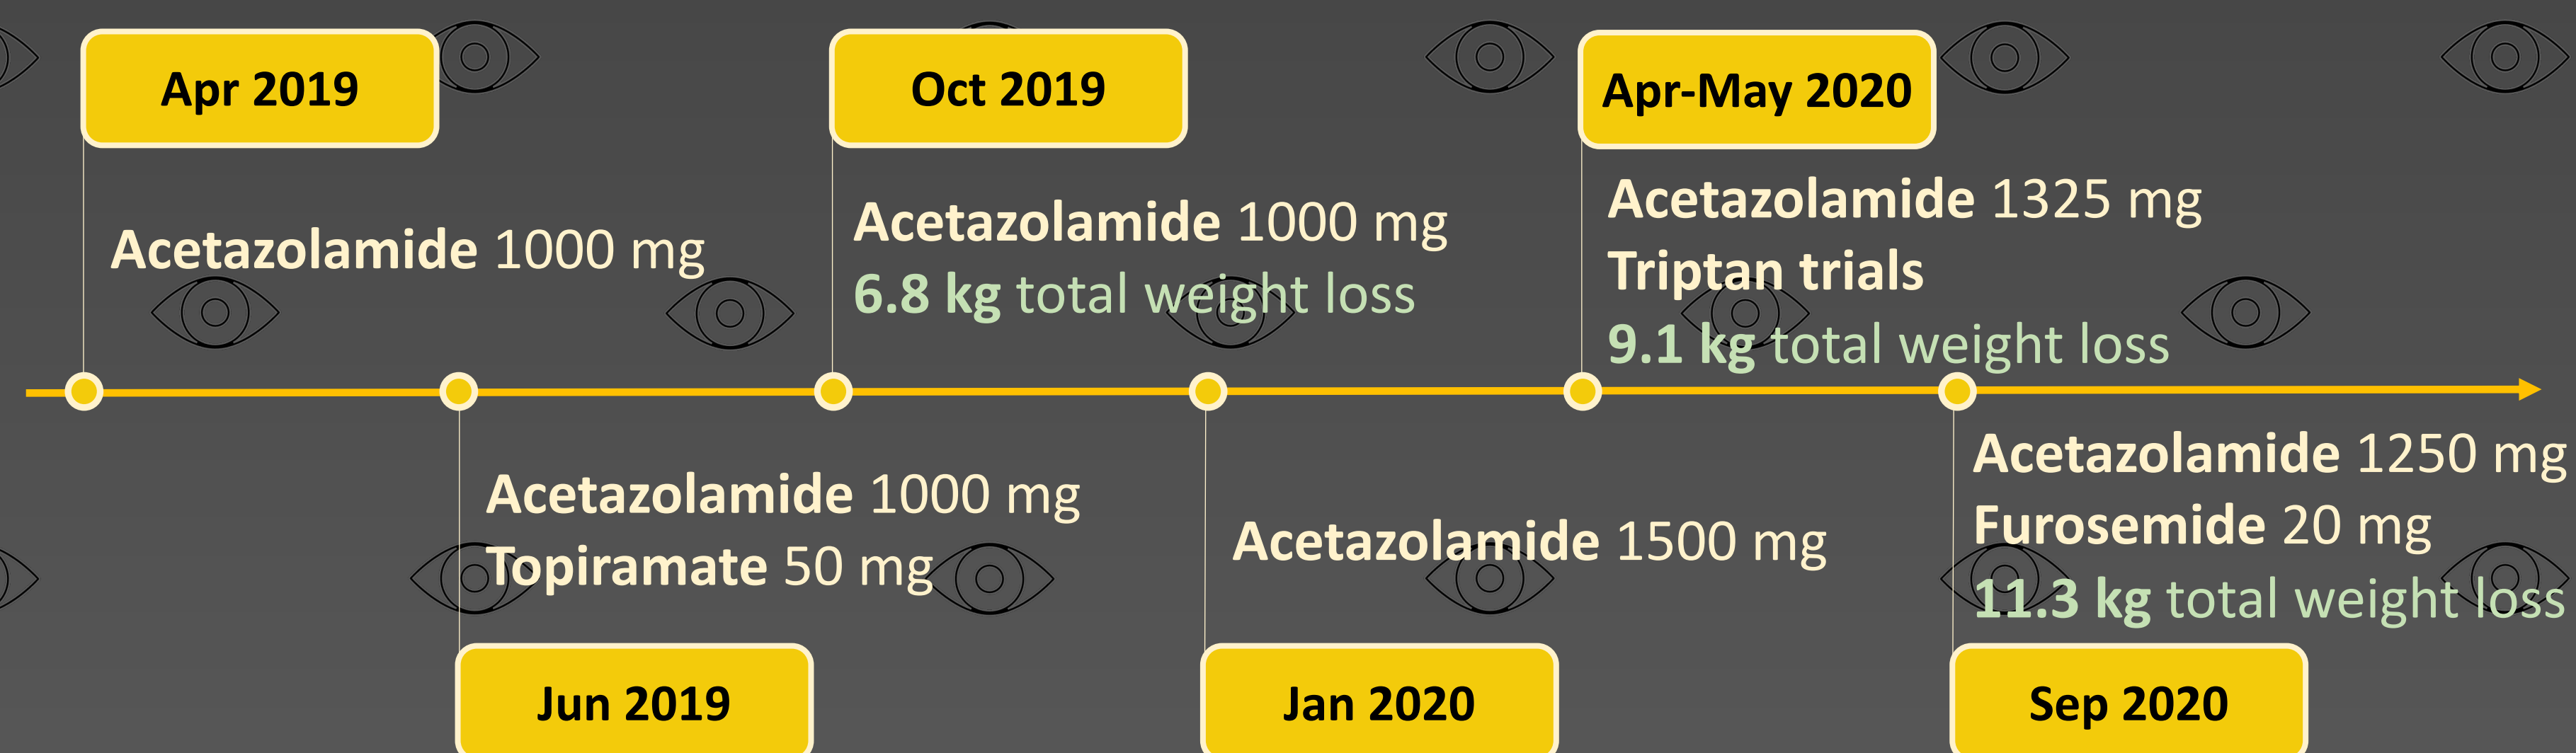 Apr 2019
Acetazolamide 1000 mg
Jun 2019
Acetazolamide 1000 mg
Topiramate 50 mg
Oct 2019
Acetazolamide 1000 mg
6.8 kg total weight loss
Jan 2020
Acetazolamide 1500 mg
Apr-May 2020
Acetazolamide 1325 mg
Triptan trials
9.1 kg total weight loss
Sep 2020
Acetazolamide 1250 mg
Furosemide 20 mg
11.3 kg total weight loss